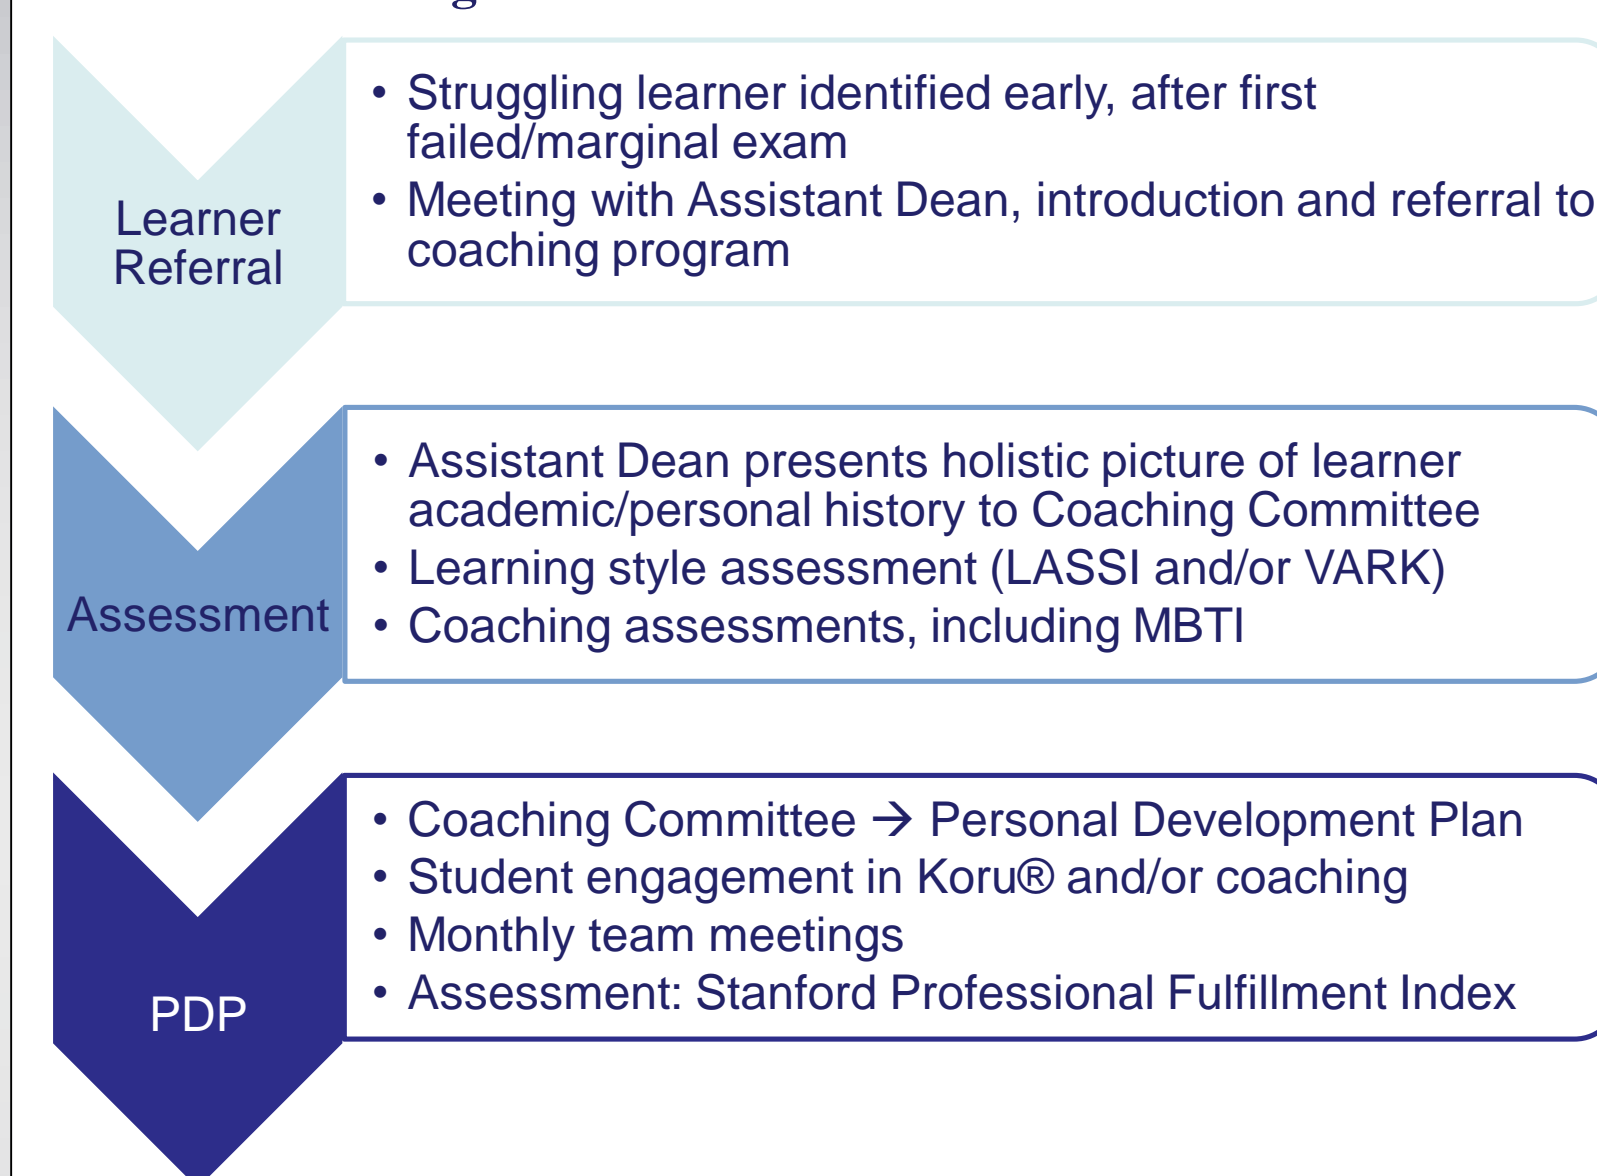 Learner
Referral
• Struggling learner identified early, after first
failed/marginal exam
• Meeting with Assistant Dean, introduction and referral to
coaching program
Assessment
• Assistant Dean presents holistic picture of learner
academic/personal history to Coaching Committee
• Learning style assessment (LASSI and/or VARK)
• Coaching assessments, including MBTI
PDP
• Coaching Committee → Personal Development Plan
• Student engagement in Koru® and/or coaching
• Monthly team meetings
• Assessment: Stanford Professional Fulfillment Index